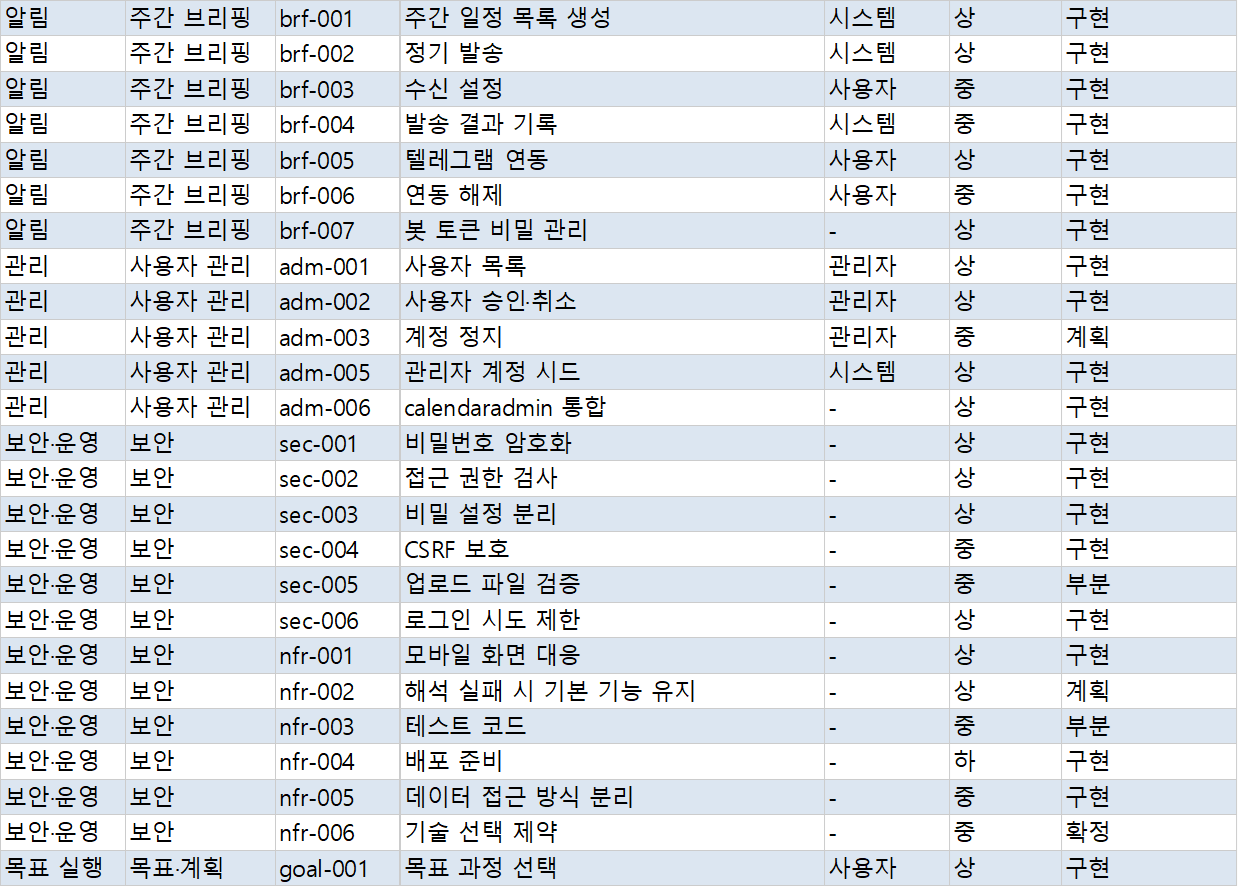 알림 주간 브리핑 brf-001 주간 일정 목록 생성 시스템 상 구현
알림 주간 브리핑 brf-002 정기 발송 시스템 상 구현
알림 주간 브리핑 brf-003 수신 설정 사용자 중 구현
알림 주간 브리핑 brf-004 발송 결과 기록 시스템 중 구현
알림 주간 브리핑 brf-005 텔레그램 연동 사용자 상 구현
알림 주간 브리핑 brf-006 연동 해제 사용자 중 구현
알림 주간 브리핑 brf-007 봇 토큰 비밀 관리 - 상 구현
관리 사용자 관리 adm-001 사용자 목록 관리자 상 구현
관리 사용자 관리 adm-002 사용자 승인·취소 관리자 상 구현
관리 사용자 관리 adm-003 계정 정지 관리자 중 계획
관리 사용자 관리 adm-005 관리자 계정 시드 시스템 상 구현
관리 사용자 관리 adm-006 calendaradmin 통합 - 상 구현
보안·운영 보안 sec-001 비밀번호 암호화 - 상 구현
보안·운영 보안 sec-002 접근 권한 검사 - 상 구현
보안·운영 보안 sec-003 비밀 설정 분리 - 상 구현
보안·운영 보안 sec-004 CSRF 보호 - 중 구현
보안·운영 보안 sec-005 업로드 파일 검증 - 중 부분
보안·운영 보안 sec-006 로그인 시도 제한 - 상 구현
보안·운영 보안 nfr-001 모바일 화면 대응 - 상 구현
보안·운영 보안 nfr-002 해석 실패 시 기본 기능 유지 - 상 계획
보안·운영 보안 nfr-003 테스트 코드 - 중 부분
보안·운영 보안 nfr-004 배포 준비 - 하 구현
보안·운영 보안 nfr-005 데이터 접근 방식 분리 - 중 구현
보안·운영 보안 nfr-006 기술 선택 제약 - 중 확정
목표 실행 목표·계획 goal-001 목표 과정 선택 사용자 상 구현